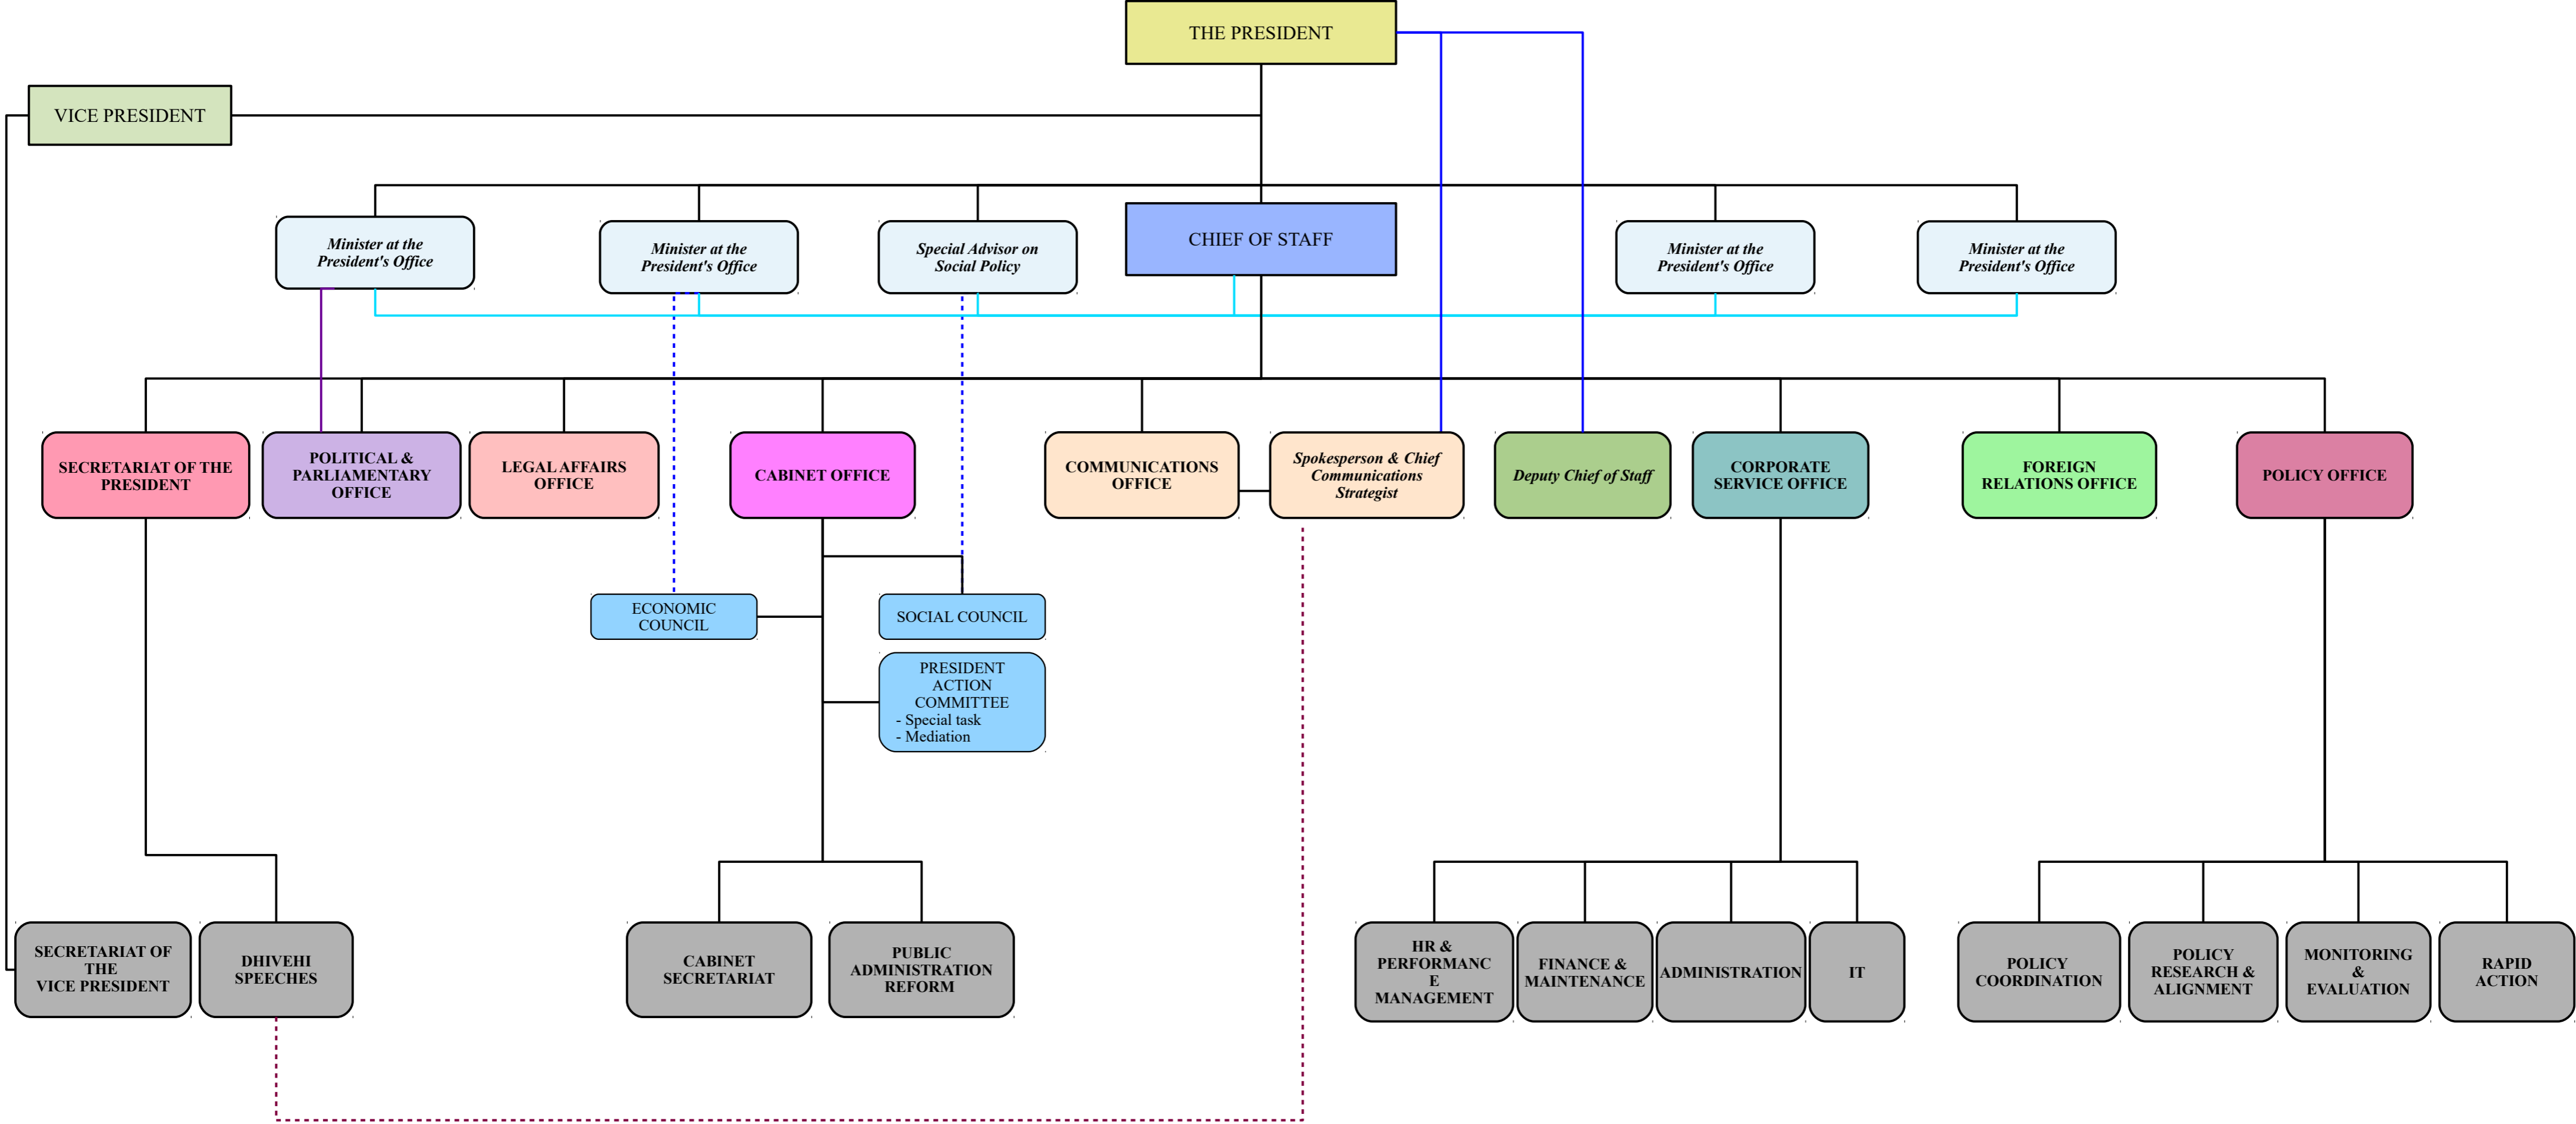 THE PRESIDENT
VICE PRESIDENT
Minister at the
President's Office
Minister at the
President's Office
Special Advisor on
Social Policy
CHIEF OF STAFF
Minister at the
President's Office
Minister at the
President's Office
SECRETARIAT OF THE
PRESIDENT
POLITICAL &
PARLIAMENTARY
OFFICE
LEGAL AFFAIRS
OFFICE
CABINET OFFICE
COMMUNICATIONS
OFFICE
Spokesperson & Chief
Communications
Strategist
Deputy Chief of Staff
CORPORATE
SERVICE OFFICE
FOREIGN
RELATIONS OFFICE
POLICY OFFICE
ECONOMIC
COUNCIL
SOCIAL COUNCIL
PRESIDENT
ACTION
COMMITTEE
- Special task
- Mediation
SECRETARIAT OF
THE
VICE PRESIDENT
DHIVEHI
SPEECHES
CABINET
SECRETARIAT
PUBLIC
ADMINISTRATION
REFORM
HR &
PERFORMANC
E
MANAGEMENT
FINANCE &
MAINTENANCE
ADMINISTRATION
IT
POLICY
COORDINATION
POLICY
RESEARCH &
ALIGNMENT
MONITORING
&
EVALUATION
RAPID
ACTION